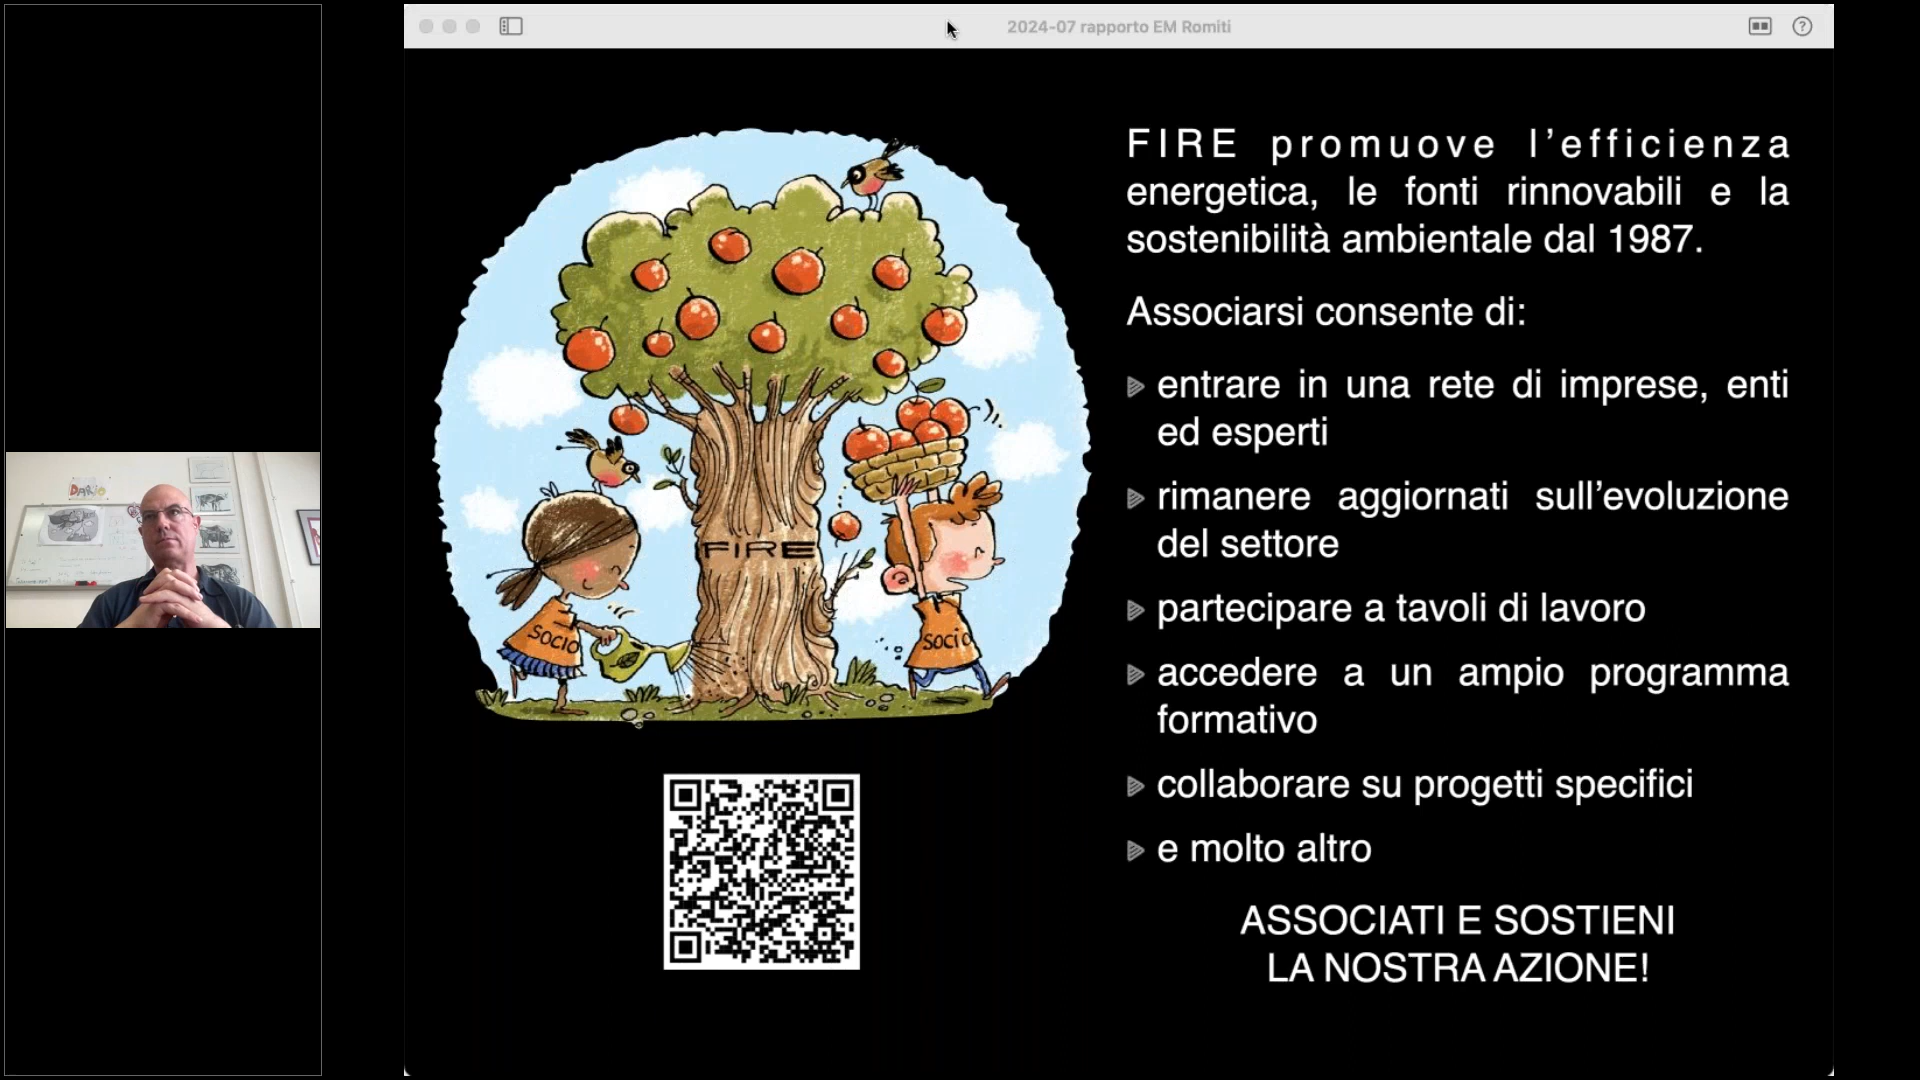 2024-07 rapporto EM Romiti
DARIO
FIRE
SOCIO
SOCIO
FIRE promuove l’efficienza
energetica, le fonti rinnovabili e la
sostenibilità ambientale dal 1987.
Associarsi consente di:
entrare in una rete di imprese, enti
ed esperti
rimanere aggiornati sull’evoluzione
del settore
partecipare a tavoli di lavoro
accedere a un ampio programma
formativo
collaborare su progetti specifici
e molto altro
ASSOCIATI E SOSTIENI
LA NOSTRA AZIONE!